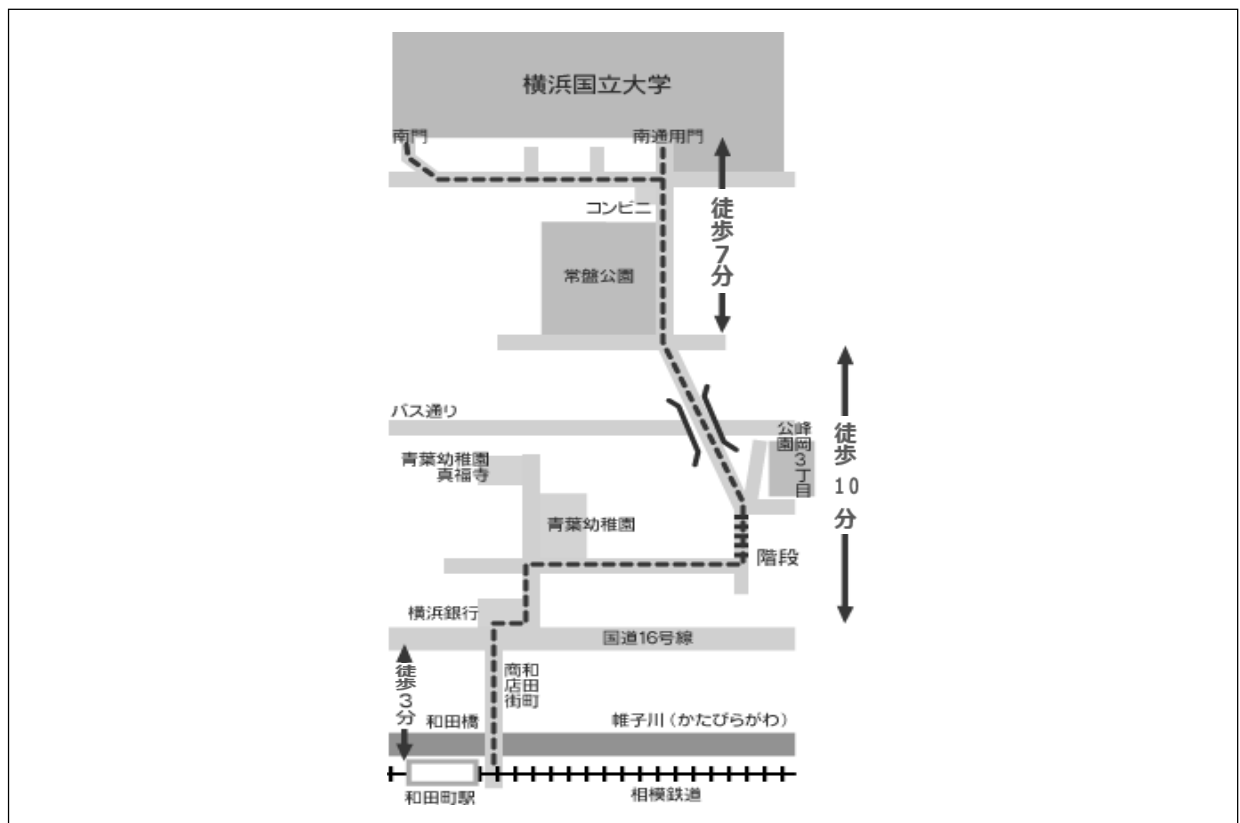 横浜国立大学
南門
南通用門
コンビニ
徒歩7分
常盤公園
バス通り
峰岡3丁目
公園
徒歩10分
青葉幼稚園
真福寺
青葉幼稚園
階段
横浜銀行
国道16号線
徒歩3分
和田町
商店街
和田橋
帷子川(かたびらがわ)
和田町駅
相模鉄道